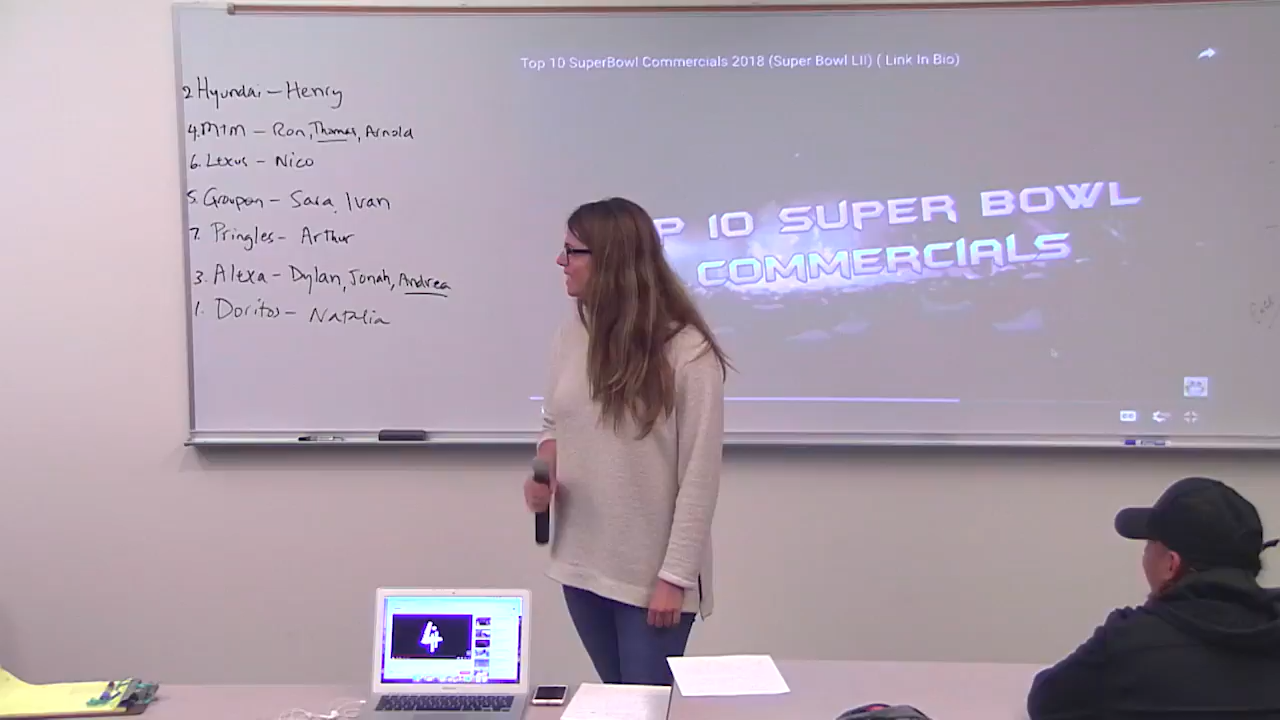 2. Hyundai - Henry
4. M+M - Ron, Thomas, Arnold
6. Lexus - Nico
5. Groupon - Sara, Ivan
7. Pringles - Arthur
3. Alexa - Dylan, Jonah, Andrea
1. Doritos - Natalia
Top 10 SuperBowl Commercials 2018 (Super Bowl LII) ( Link In Bio)
10 SUPER BOWL
COMMERCIALS
CC
4